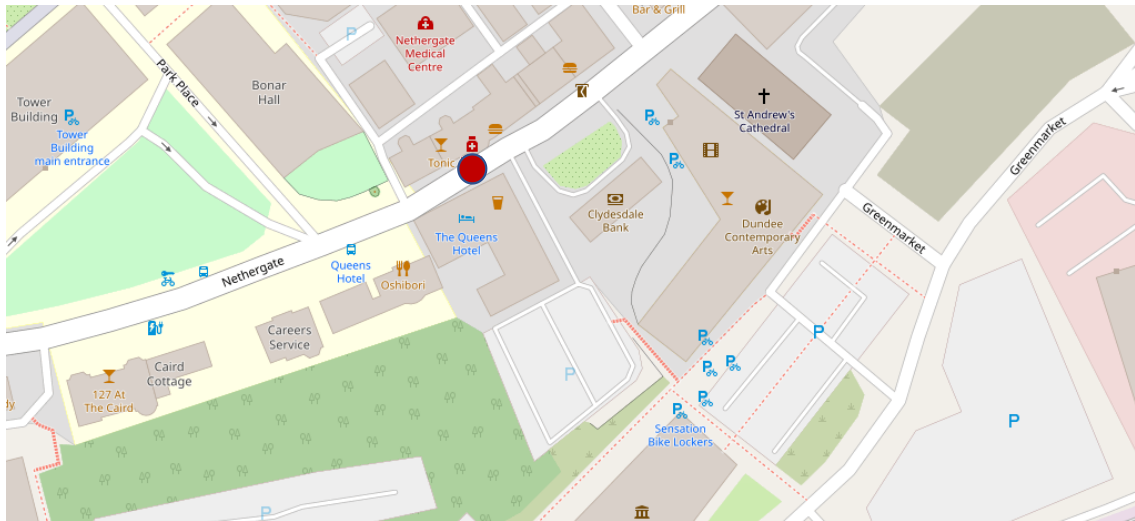 Bar & Grill
Nethergate
Medical
Centre
P
Park Place
Bonar
Hall
Tower
Building
P
Tower
Building
main entrance
P
St Andrew's
Cathedral
Greenmarket
Tonic
P
Clydesdale
Bank
Dundee
Contemporary
Arts
Greenmarket
The Queens
Hotel
Queens
Hotel
Nethergate
Oshibori
Careers
Service
Caird
Cottage
127 At
The Caird
P
P
P
P
P
P
P
P
Sensation
Bike Lockers
P
dy